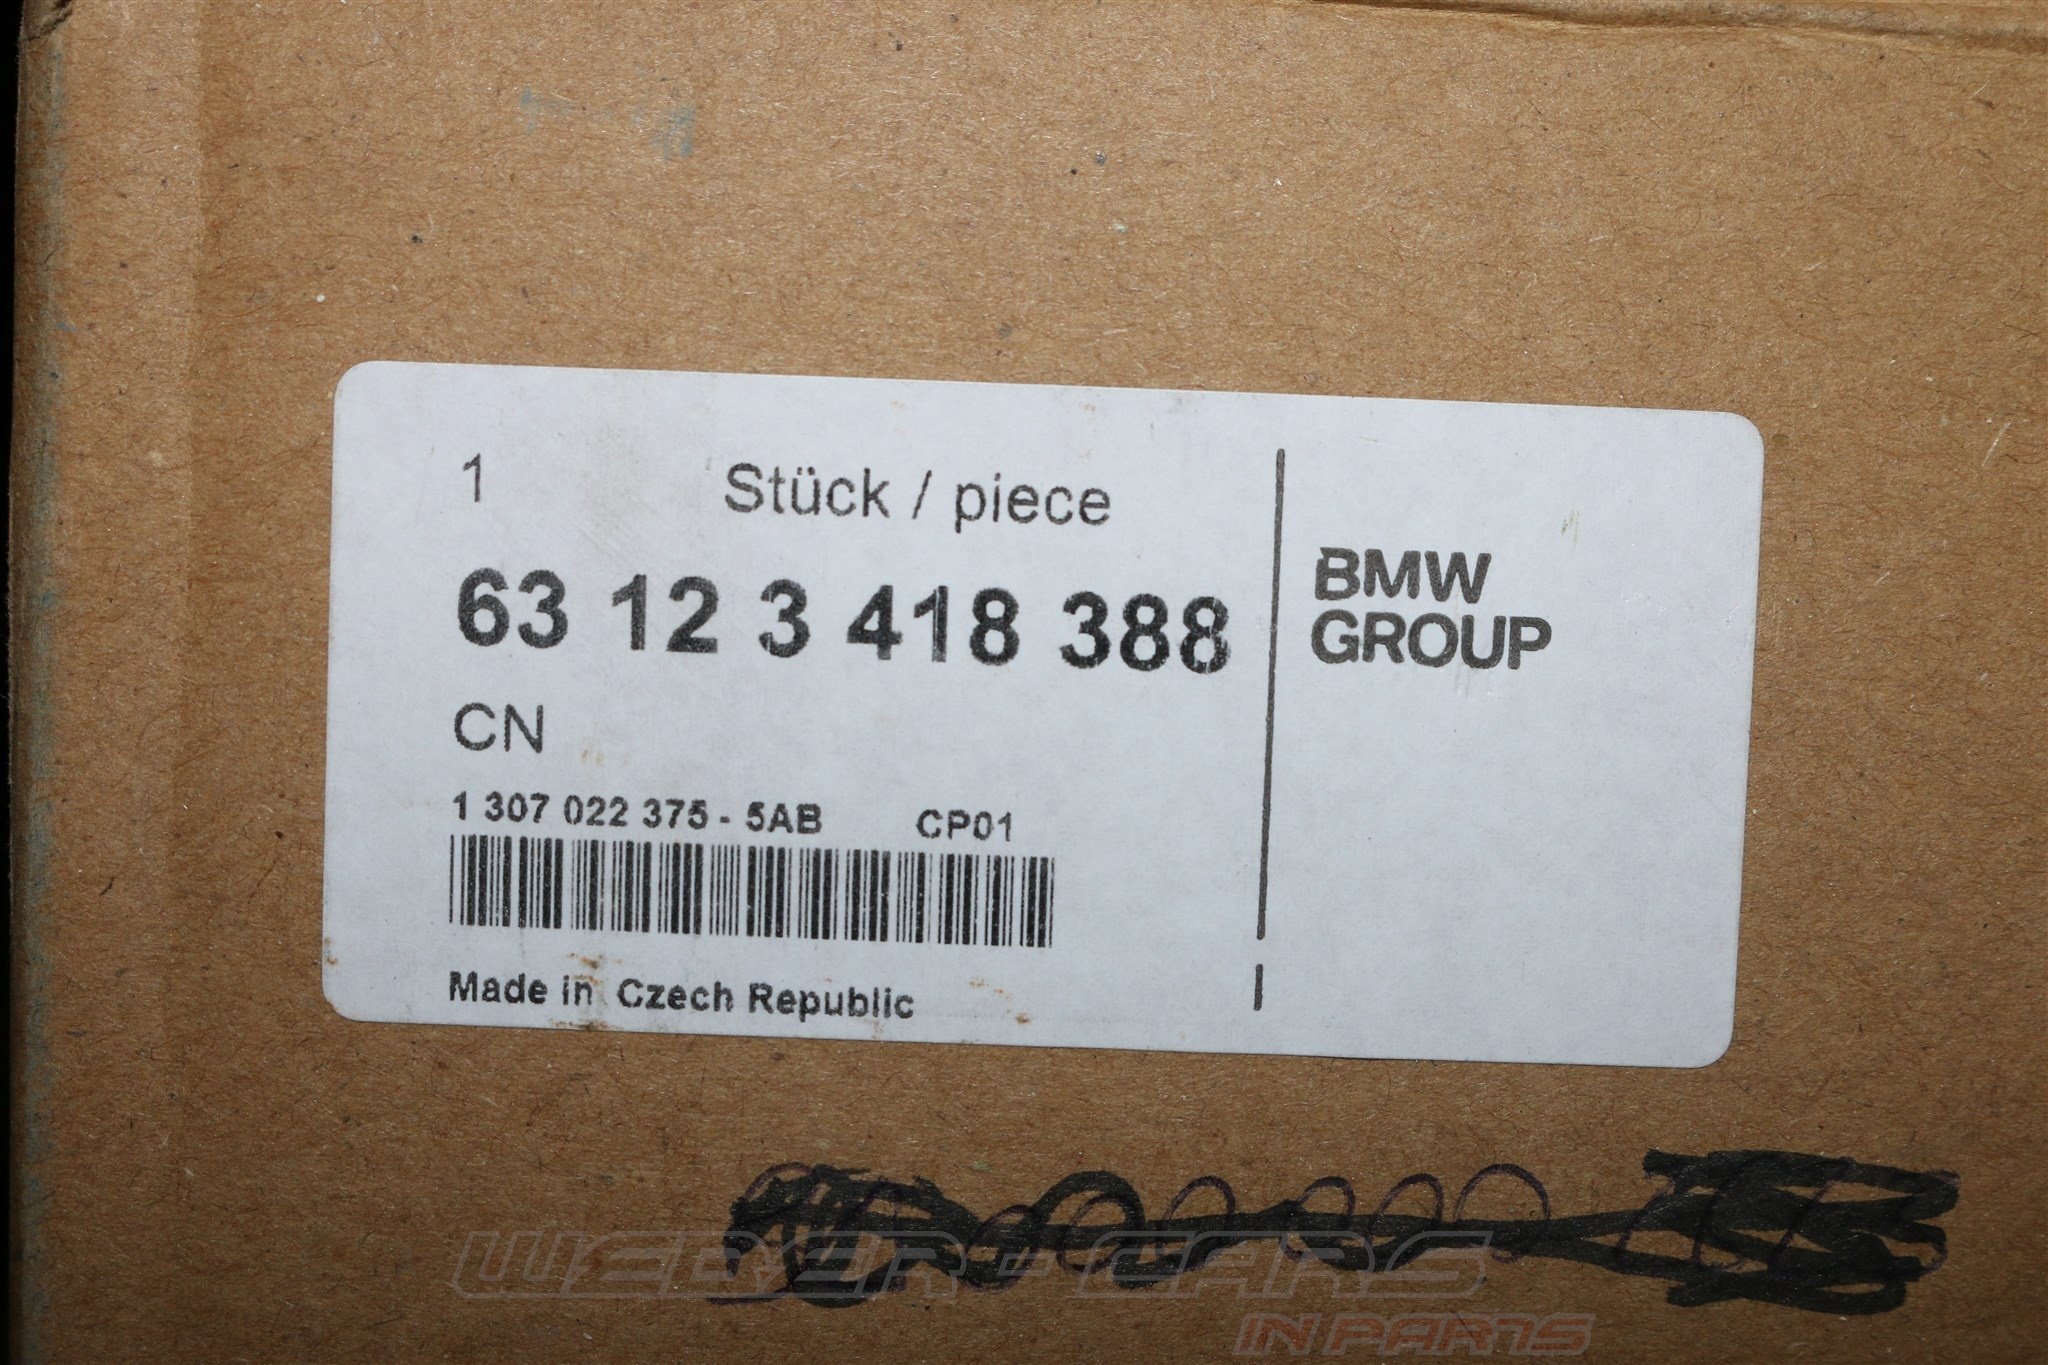 1 Stück / piece
63 12 3 418 388
CN
1 307 022 375 - 5AB CP01
Made in Czech Republic
BMW
GROUP
WEBER - CARS
IN PARTS